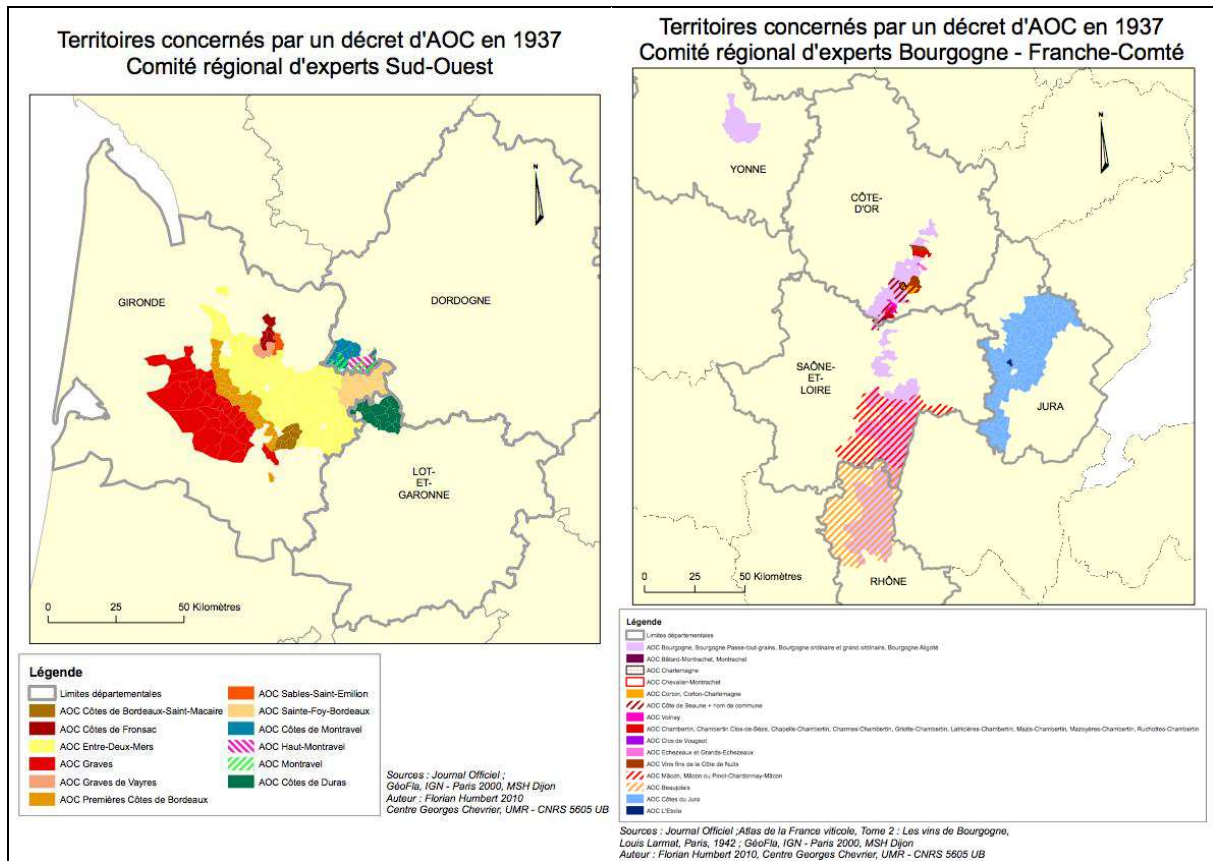 Territoires concernés par un décret d'AOC en 1937
Comité régional d'experts Sud-Ouest
N
GIRONDE
DORDOGNE
LOT-
ET-
GARONNE
0 25 50 Kilomètres
Légende
Limites départementales
AOC Côtes de Bordeaux-Saint-Macaire
AOC Côtes de Fronsac
AOC Entre-Deux-Mers
AOC Graves
AOC Graves de Vayres
AOC Premières Côtes de Bordeaux
AOC Sables-Saint-Emilion
AOC Sainte-Foy-Bordeaux
AOC Côtes de Montravel
AOC Haut-Montravel
AOC Montravel
AOC Côtes de Duras
Sources : Journal Officiel ;
GéoFla, IGN - Paris 2000, MSH Dijon
Auteur : Florian Humbert 2010
Centre Georges Chevrier, UMR - CNRS 5605 UB
Territoires concernés par un décret d'AOC en 1937
Comité régional d'experts Bourgogne - Franche-Comté
N
YONNE
CÔTE-
D'OR
SAÔNE-
ET-
LOIRE
JURA
RHÔNE
0 25 50 Kilomètres
Légende
Limites départementales
AOC Bourgogne, Bourgogne Passe-tout-grains, Bourgogne ordinaire et grand ordinaire, Bourgogne Aligoté
AOC Bâtard-Montrachet, Montrachet
AOC Charlemagne
AOC Chevalier-Montrachet
AOC Corton, Corton-Charlemagne
AOC Côte de Beaune + nom de commune
AOC Volnay
AOC Chambertin, Chambertin Clos-de-Bèze, Chapelle-Chambertin, Charmes-Chambertin, Griotte-Chambertin, Latricières-Chambertin, Mazis-Chambertin, Mazoyères-Chambertin, Ruchottes-Chambertin
AOC Clos de Vougeot
AOC Echezeaux et Grands-Echezeaux
AOC Vins fins de la Côte de Nuits
AOC Mâcon, Mâcon ou Pinot-Chardonnay-Mâcon
AOC Beaujolais
AOC Côtes du Jura
AOC L'Etoile
Sources : Journal Officiel ;Atlas de la France viticole, Tome 2 : Les vins de Bourgogne,
Louis Larmat, Paris, 1942 ; GéoFla, IGN - Paris 2000, MSH Dijon
Auteur : Florian Humbert 2010, Centre Georges Chevrier, UMR - CNRS 5605 UB